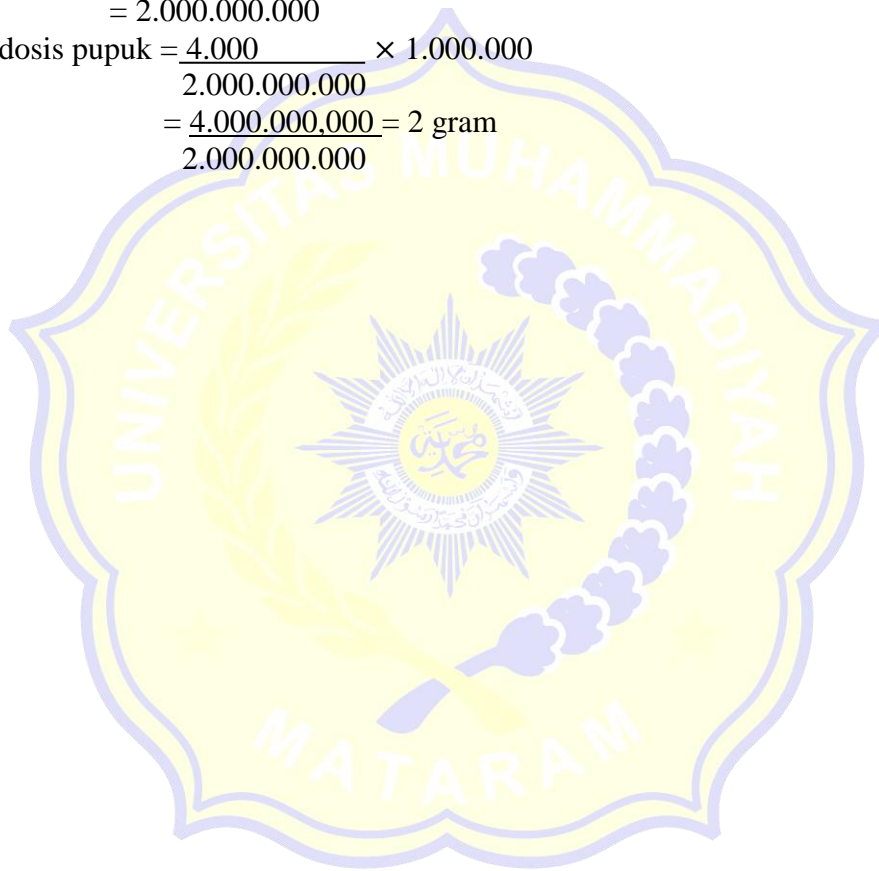 = 2.000.000.000
dosis pupuk = 4.000 × 1.000.000
2.000.000.000
= 4.000.000,000 = 2 gram
2.000.000.000
UNIVERSITAS MUHAMMADIYAH
MATARAM